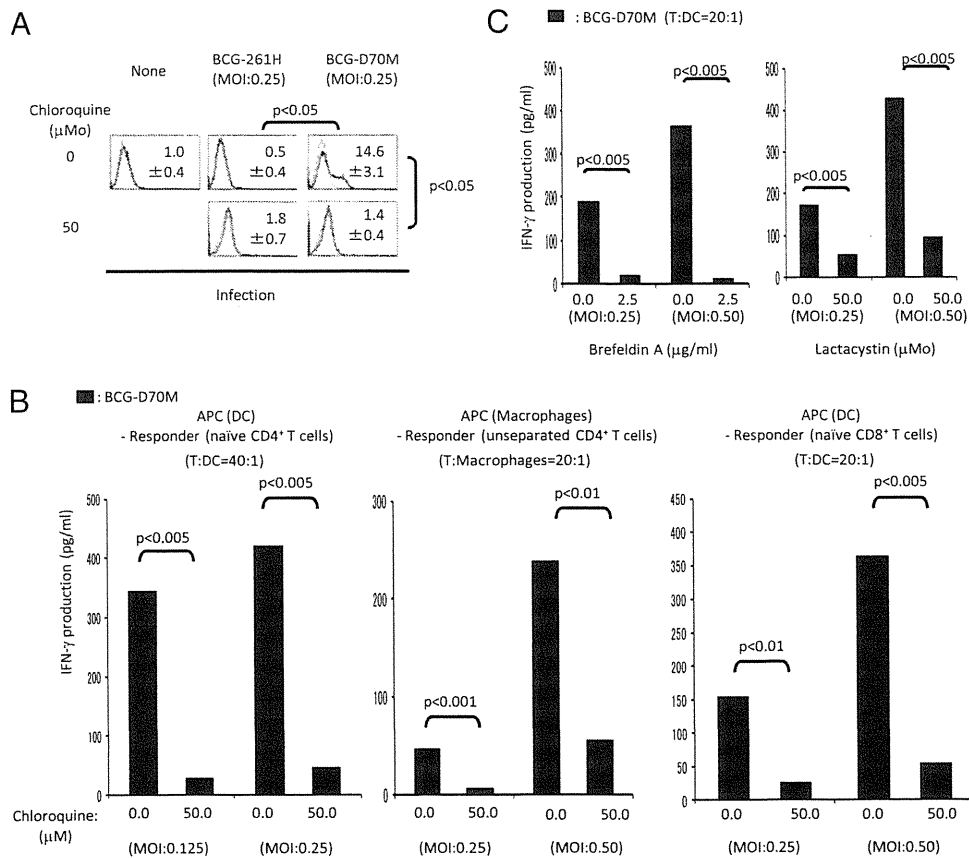 A
None
BCG-261H
(MOI:0.25)
BCG-D70M
(MOI:0.25)
p<0.05
Chloroquine
(μMo)
0
1.0
±0.4
0.5
±0.4
14.6
±3.1
p<0.05
50
1.8
±0.7
1.4
±0.4
Infection
C
: BCG-D70M (T:DC=20:1)
IFN-γ production (pg/ml)
500
400
300
200
100
0
p<0.005
p<0.005
0.0 2.5 0.0 2.5
(MOI:0.25) (MOI:0.50)
Brefeldin A (μg/ml)
500
400
300
200
100
0
p<0.005
p<0.005
0.0 50.0 0.0 50.0
(MOI:0.25) (MOI:0.50)
Lactacystin (μMo)
B
: BCG-D70M
APC (DC)
- Responder (naïve CD4+ T cells)
(T:DC=40:1)
IFN-γ production (pg/ml)
500
400
300
200
100
0
p<0.005
p<0.005
APC (Macrophages)
- Responder (unseparated CD4+ T cells)
(T:Macrophages=20:1)
300
200
100
0
p<0.001
p<0.01
APC (DC)
- Responder (naïve CD8+ T cells)
(T:DC=20:1)
450
400
350
300
250
200
150
100
50
0
p<0.01
p<0.005
Chloroquine:
(μM)
0.0 50.0 0.0 50.0
(MOI:0.125) (MOI:0.25)
0.0 50.0 0.0 50.0
(MOI:0.25) (MOI:0.50)
0.0 50.0 0.0 50.0
(MOI:0.25) (MOI:0.50)